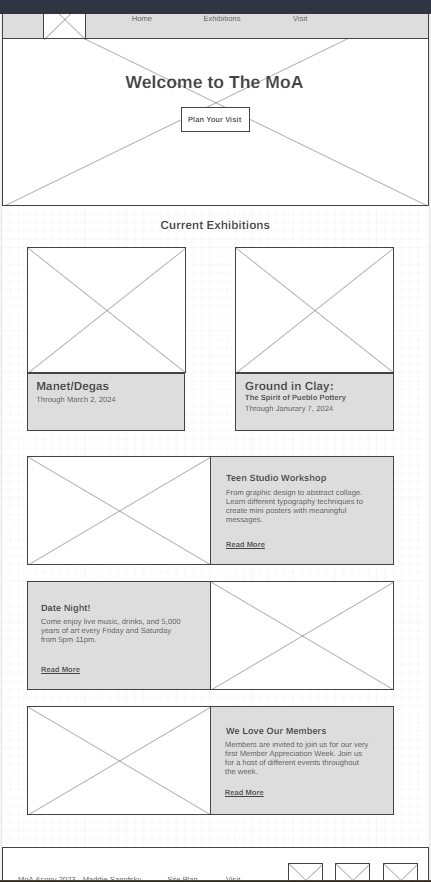 Home Exhibitions Visit
Welcome to The MoA
Plan Your Visit
Current Exhibitions
Manet/Degas
Through March 2, 2024
Ground in Clay:
The Spirit of Pueblo Pottery
Through Janurary 7, 2024
Teen Studio Workshop
From graphic design to abstract collage.
Learn different typography techniques to
create mini posters with meaningful
messages.
Read More
Date Night!
Come enjoy live music, drinks, and 5,000
years of art every Friday and Saturday
from 5pm 11pm.
Read More
We Love Our Members
Members are invited to join us for our very
first Member Appreciation Week. Join us
for a host of different events throughout
the week.
Read More
MoA &copy 2023 - Maddie Sanofsky Site Plan Visit